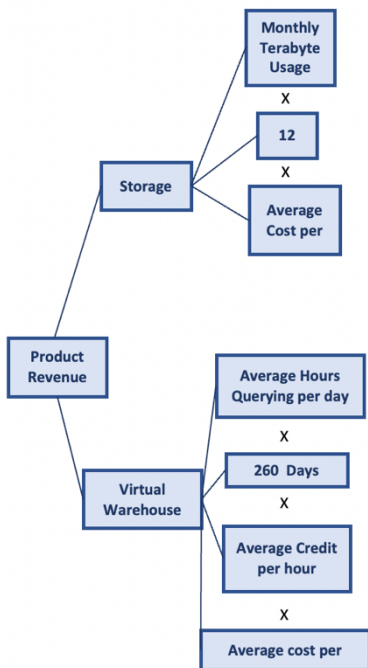 Monthly
Terabyte
Usage
X
12
X
Storage
Average
Cost per
Product
Revenue
Average Hours
Querying per day
X
260 Days
X
Virtual
Warehouse
Average Credit
per hour
X
Average cost per